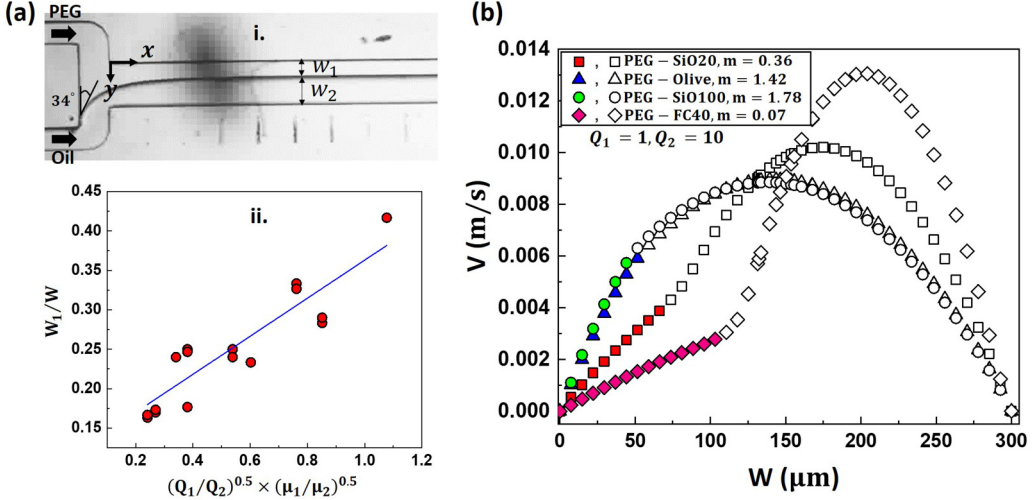 (a)
PEG
i.
x
y
W₁
W₂
34°
Oil
ii.
W₁/W
0.45
0.40
0.35
0.30
0.25
0.20
0.15
0.2 0.4 0.6 0.8 1.0 1.2
(Q₁/Q₂)⁰·⁵ × (μ₁/μ₂)⁰·⁵
(b)
V (m/s)
0.014
0.012
0.010
0.008
0.006
0.004
0.002
0.000
, PEG − SiO20, m = 0.36
, PEG − Olive, m = 1.42
, PEG − SiO100, m = 1.78
, PEG − FC40, m = 0.07
Q₁ = 1, Q₂ = 10
0 50 100 150 200 250 300
W (μm)